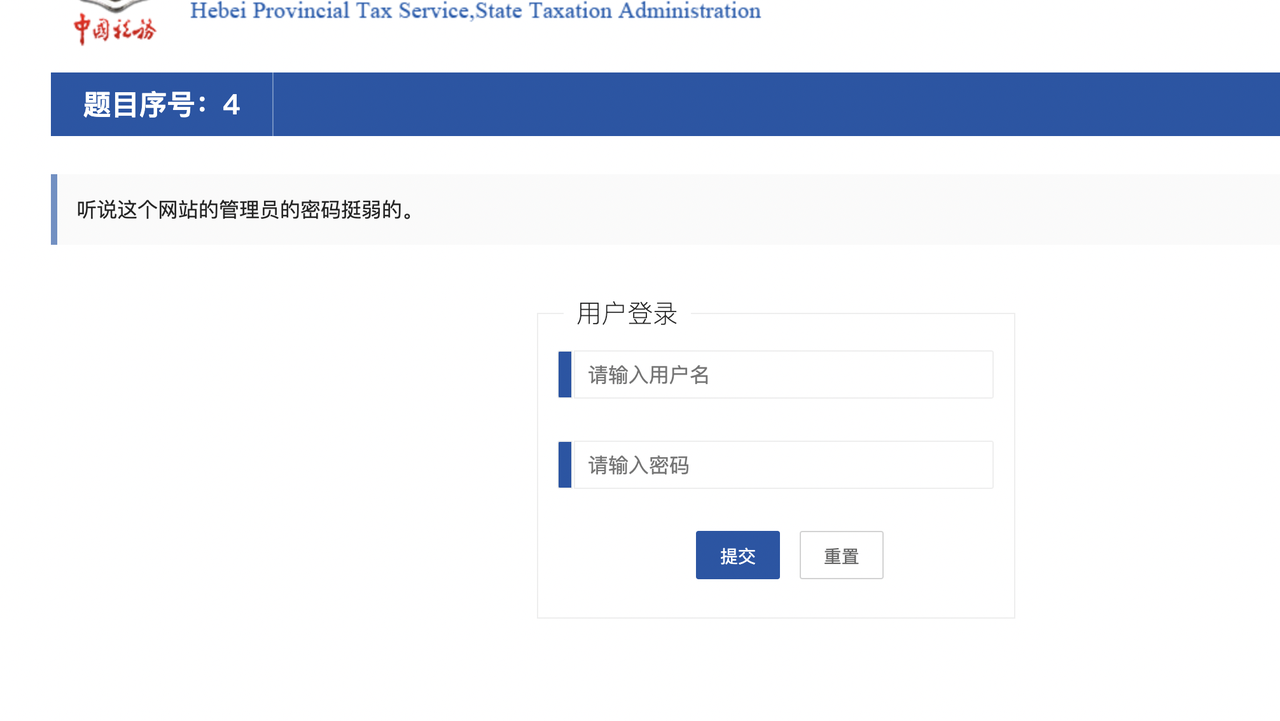 Hebei Provincial Tax Service,State Taxation Administration
中国税务
题目序号：4
听说这个网站的管理员的密码挺弱的。
用户登录
请输入用户名
请输入密码
提交
重置